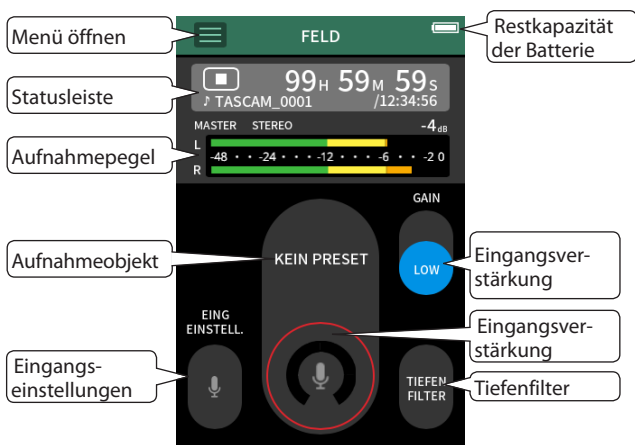 Menü öffnen
FELD
Restkapazität
der Batterie
Statusleiste
99H 59M 59S
♪ TASCAM_0001 /12:34:56
MASTER STEREO -4dB
Aufnahmepegel
L
-48 · · -24 · · · · -12 · · · · -6 · · -2 0
R
GAIN
Aufnahmeobjekt
KEIN PRESET
LOW
Eingangsver-
stärkung
EING
EINSTELL.
Eingangsver-
stärkung
Eingangs-
einstellungen
TIEFEN
FILTER
Tiefenfilter